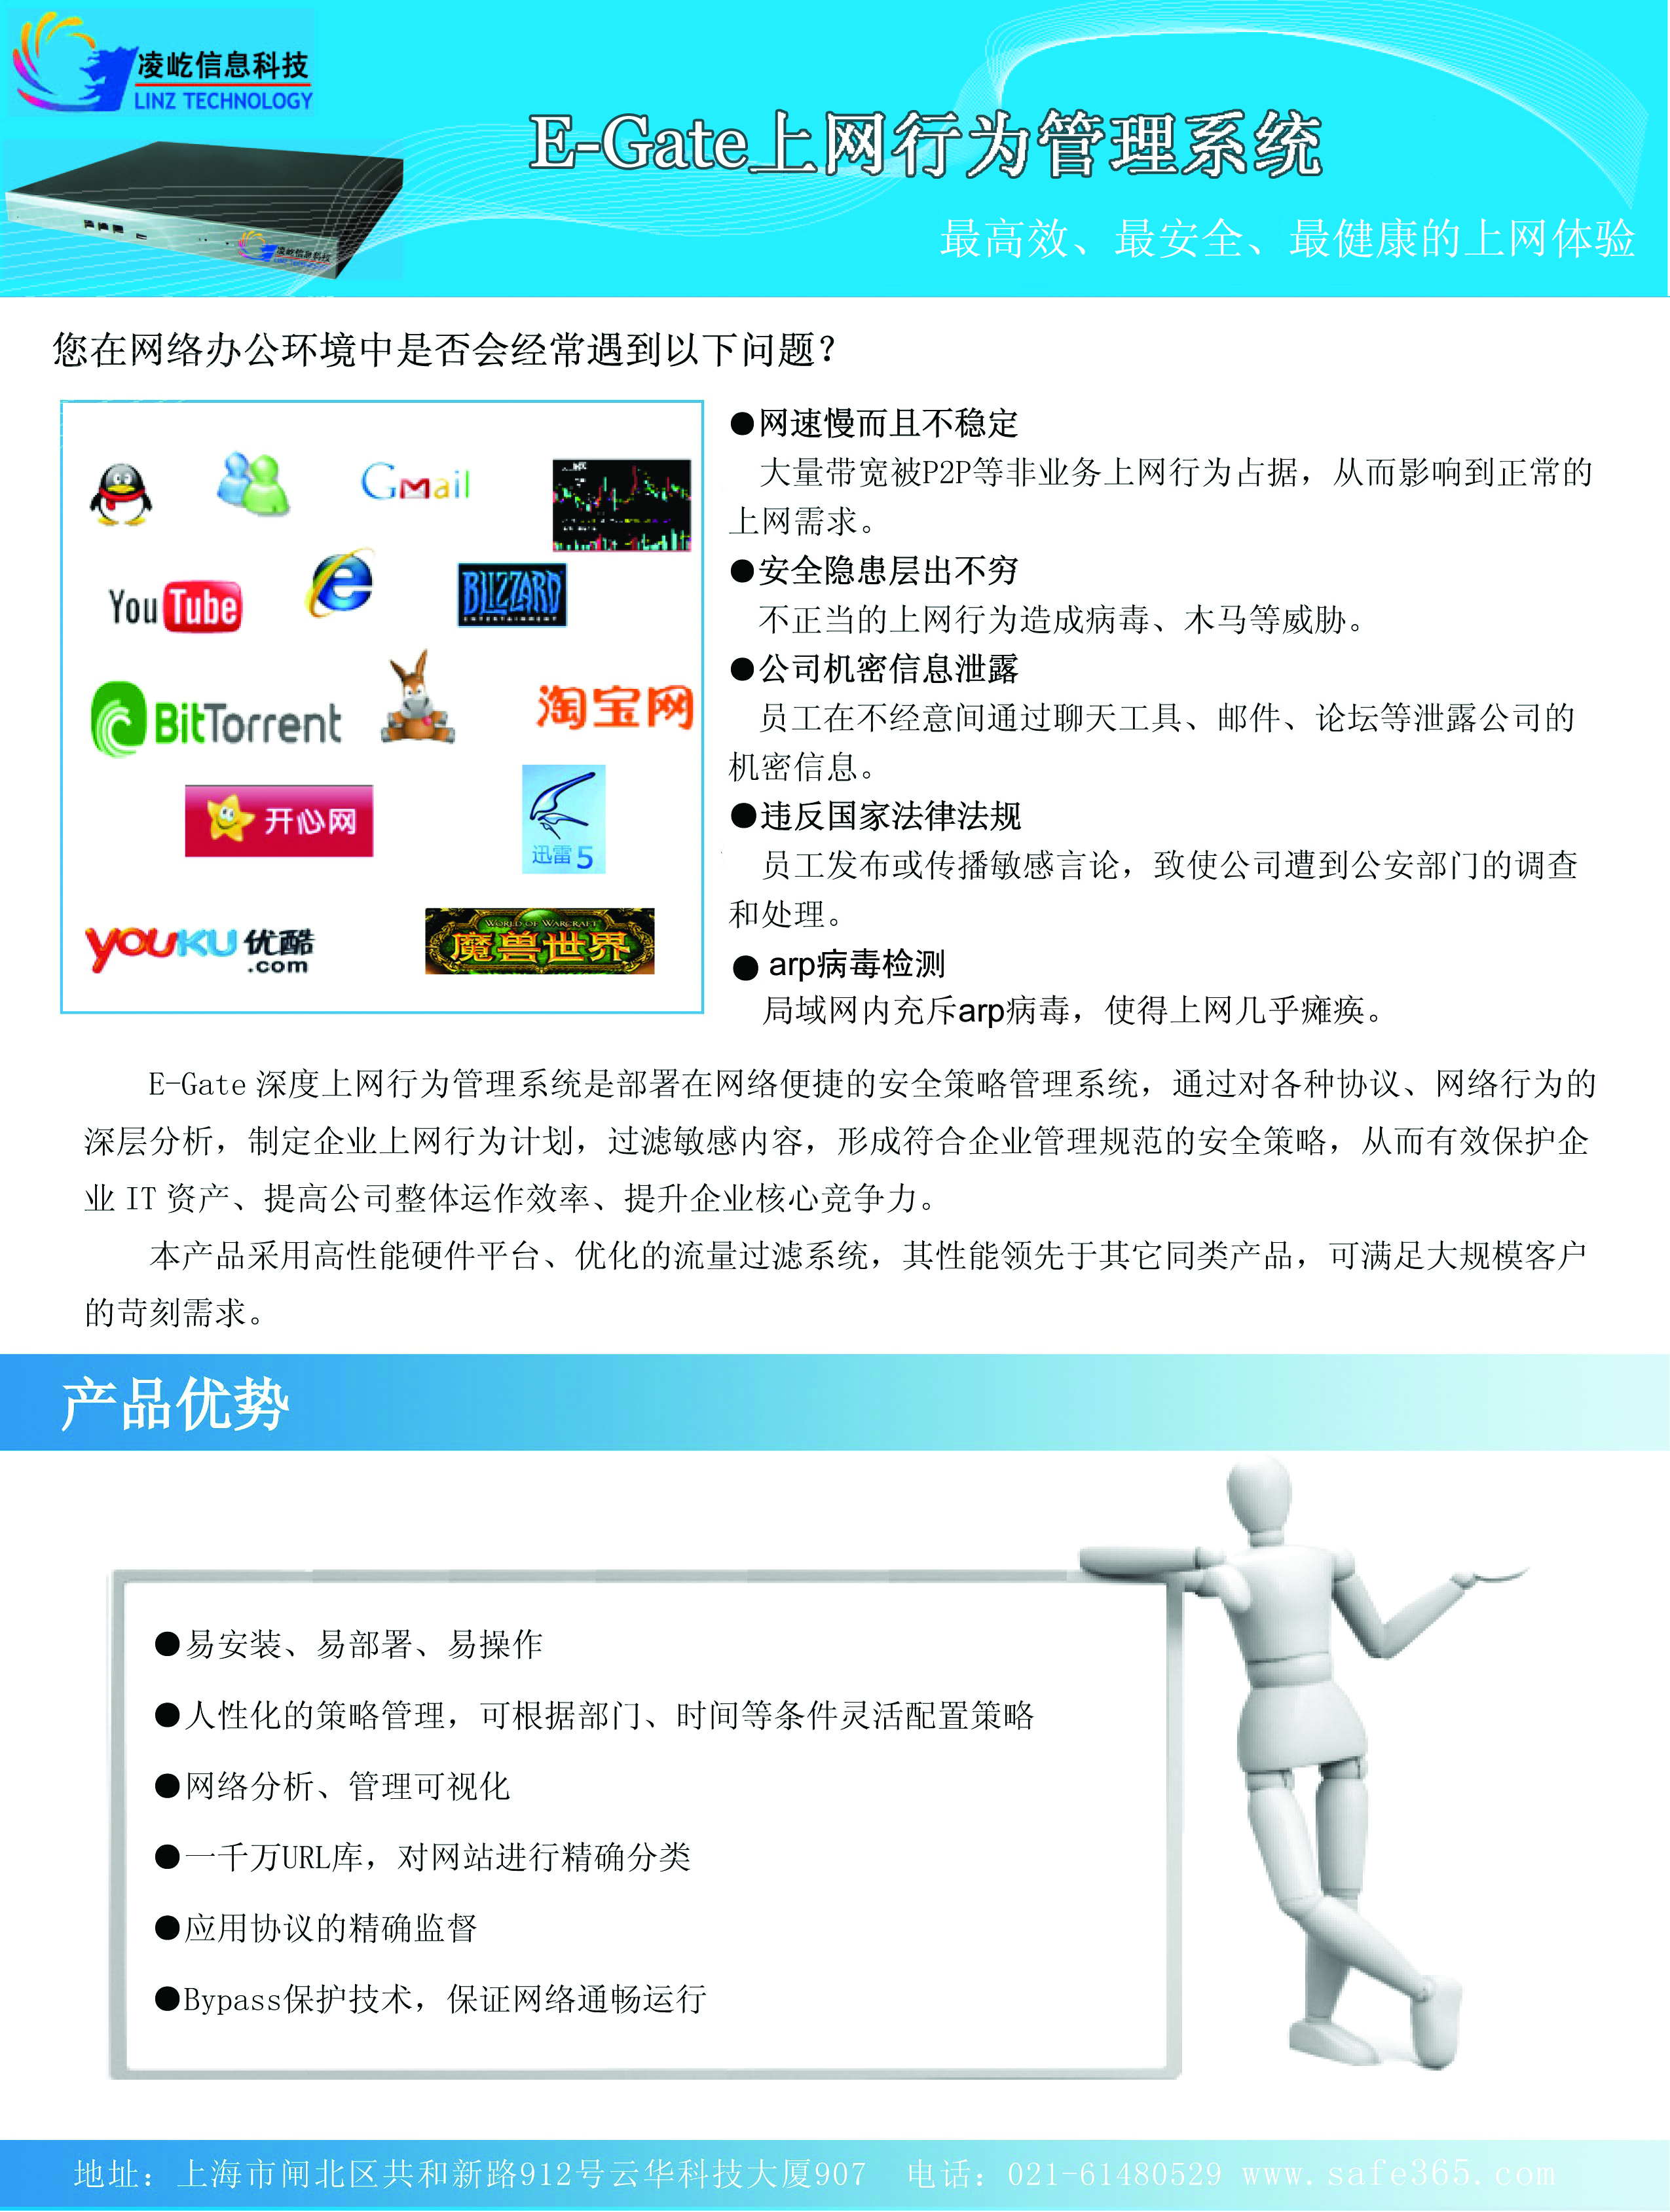 凌屹信息科技
LINZ TECHNOLOGY
E-Gate上网行为管理系统
最高效、最安全、最健康的上网体验
凌屹信息科技
LINZ TECHNOLOGY
您在网络办公环境中是否会经常遇到以下问题？
Gmail
YouTube
BLIZZARD
ENTERTAINMENT
BitTorrent
淘宝网
开心网
迅雷5
YOUKU 优酷
.com
WORLD OF WARCRAFT
魔兽世界
●网速慢而且不稳定
大量带宽被P2P等非业务上网行为占据，从而影响到正常的
上网需求。
●安全隐患层出不穷
不正当的上网行为造成病毒、木马等威胁。
●公司机密信息泄露
员工在不经意间通过聊天工具、邮件、论坛等泄露公司的
机密信息。
●违反国家法律法规
员工发布或传播敏感言论，致使公司遭到公安部门的调查
和处理。
● arp病毒检测
局域网内充斥arp病毒，使得上网几乎瘫痪。
E-Gate 深度上网行为管理系统是部署在网络便捷的安全策略管理系统，通过对各种协议、网络行为的
深层分析，制定企业上网行为计划，过滤敏感内容，形成符合企业管理规范的安全策略，从而有效保护企
业 IT 资产、提高公司整体运作效率、提升企业核心竞争力。
本产品采用高性能硬件平台、优化的流量过滤系统，其性能领先于其它同类产品，可满足大规模客户
的苛刻需求。
产品优势
●易安装、易部署、易操作
●人性化的策略管理，可根据部门、时间等条件灵活配置策略
●网络分析、管理可视化
●一千万URL库，对网站进行精确分类
●应用协议的精确监督
●Bypass保护技术，保证网络通畅运行
地址：上海市闸北区共和新路912号云华科技大厦907 电话：021-61480529 www.safe365.com